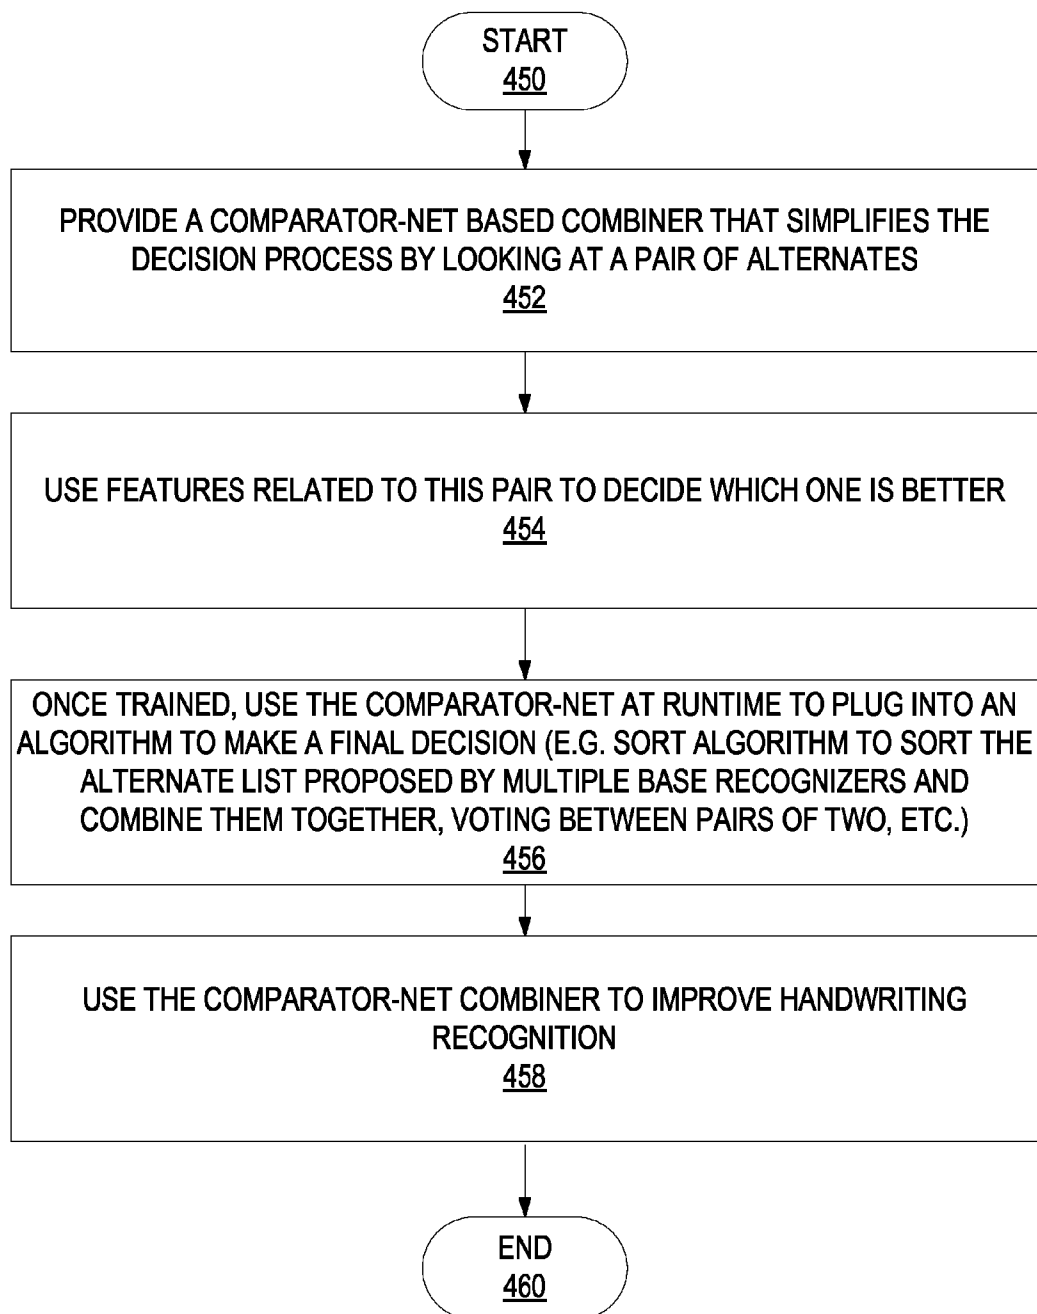 START
450
PROVIDE A COMPARATOR-NET BASED COMBINER THAT SIMPLIFIES THE
DECISION PROCESS BY LOOKING AT A PAIR OF ALTERNATES
452
USE FEATURES RELATED TO THIS PAIR TO DECIDE WHICH ONE IS BETTER
454
ONCE TRAINED, USE THE COMPARATOR-NET AT RUNTIME TO PLUG INTO AN
ALGORITHM TO MAKE A FINAL DECISION (E.G. SORT ALGORITHM TO SORT THE
ALTERNATE LIST PROPOSED BY MULTIPLE BASE RECOGNIZERS AND
COMBINE THEM TOGETHER, VOTING BETWEEN PAIRS OF TWO, ETC.)
456
USE THE COMPARATOR-NET COMBINER TO IMPROVE HANDWRITING
RECOGNITION
458
END
460